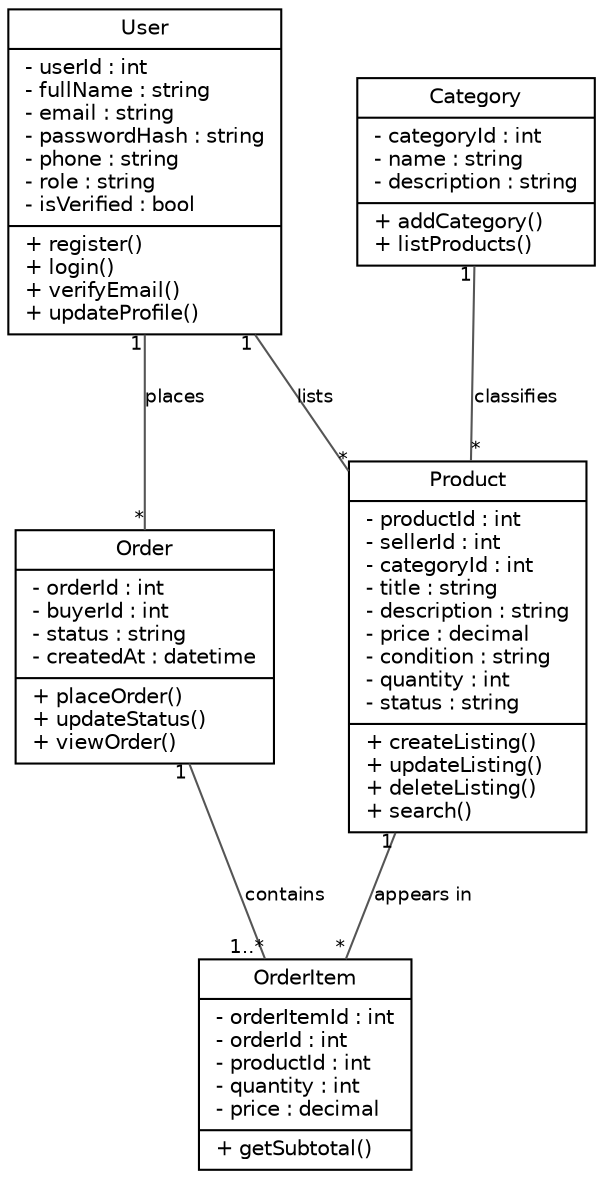 User
- userId : int
- fullName : string
- email : string
- passwordHash : string
- phone : string
- role : string
- isVerified : bool
+ register()
+ login()
+ verifyEmail()
+ updateProfile()
Category
- categoryId : int
- name : string
- description : string
+ addCategory()
+ listProducts()
1
places
*
1
lists
*
1
classifies
*
Order
- orderId : int
- buyerId : int
- status : string
- createdAt : datetime
+ placeOrder()
+ updateStatus()
+ viewOrder()
Product
- productId : int
- sellerId : int
- categoryId : int
- title : string
- description : string
- price : decimal
- condition : string
- quantity : int
- status : string
+ createListing()
+ updateListing()
+ deleteListing()
+ search()
1
contains
1..*
1
appears in
*
OrderItem
- orderItemId : int
- orderId : int
- productId : int
- quantity : int
- price : decimal
+ getSubtotal()